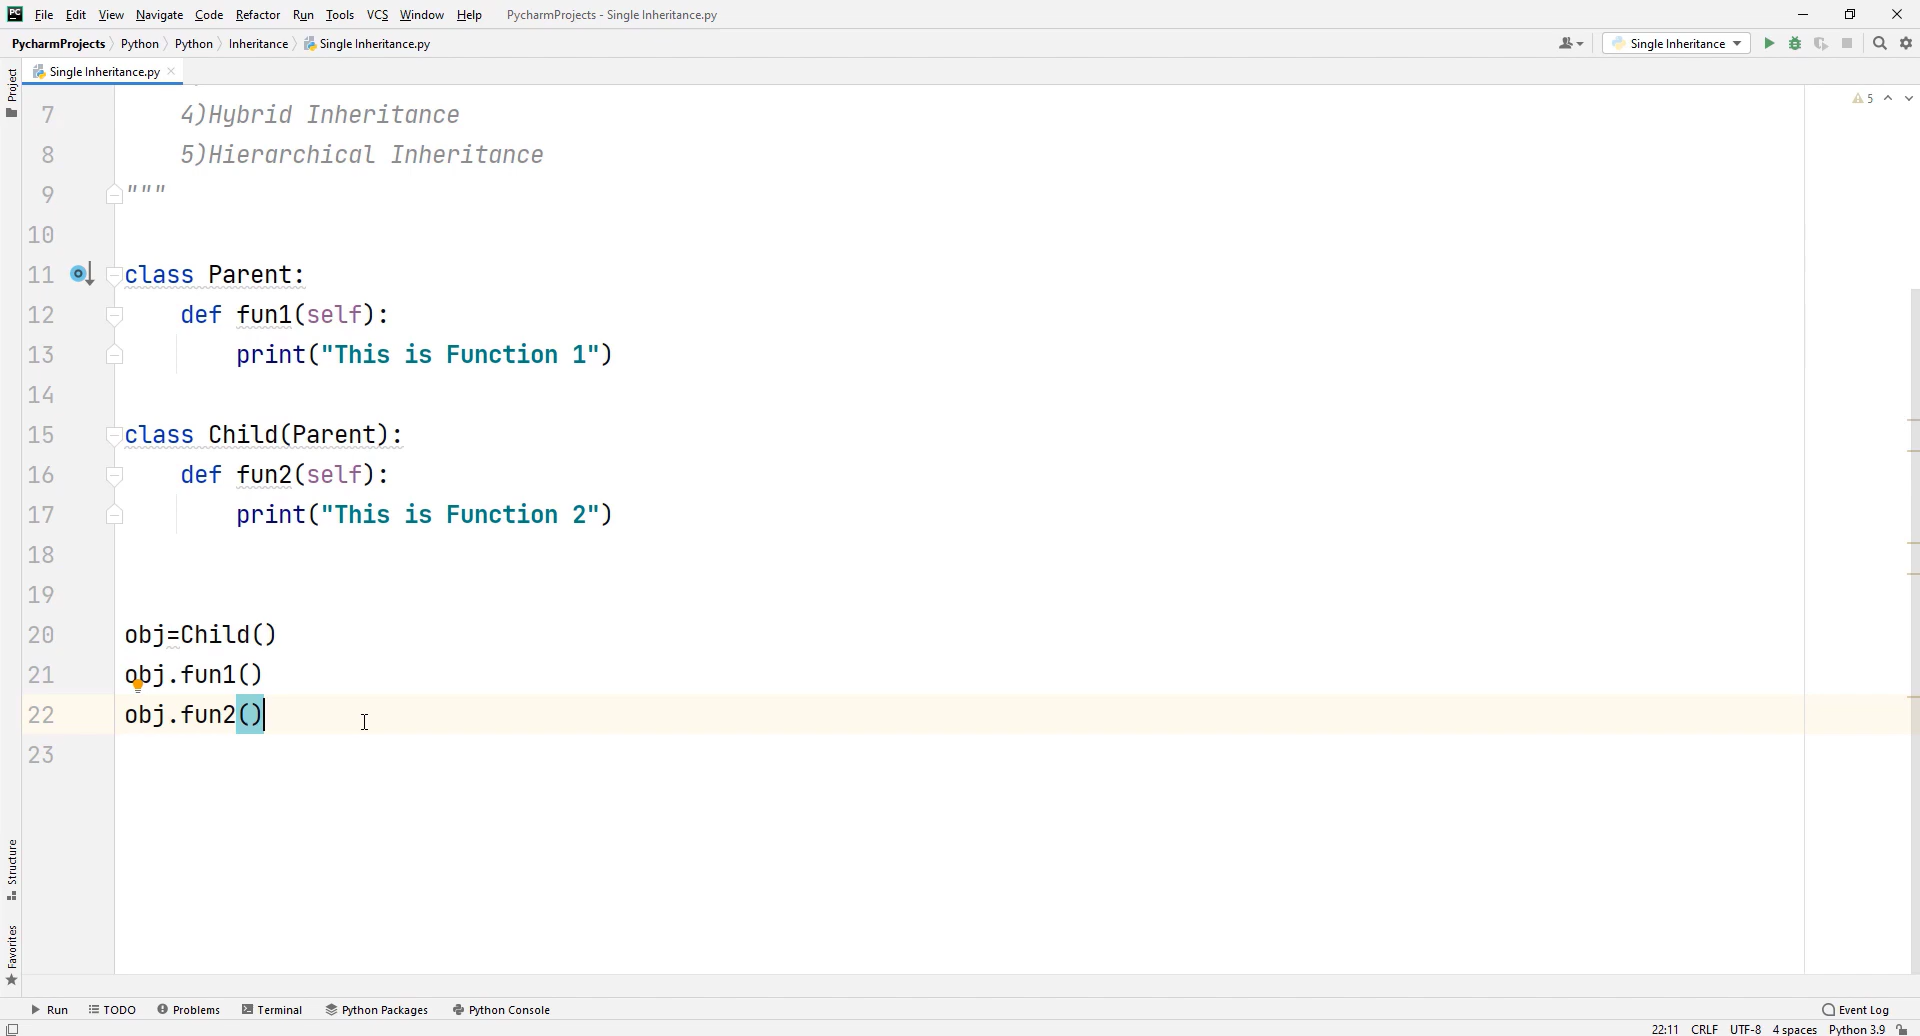 File Edit View Navigate Code Refactor Run Tools VCS Window Help PycharmProjects - Single Inheritance.py
PycharmProjects Python Python Inheritance Single Inheritance.py Single Inheritance
Single Inheritance.py
Project
5
7 4)Hybrid Inheritance
8 5)Hierarchical Inheritance
9 """
10
11 class Parent:
12 def fun1(self):
13 print("This is Function 1")
14
15 class Child(Parent):
16 def fun2(self):
17 print("This is Function 2")
18
19
20 obj=Child()
21 obj.fun1()
22 obj.fun2()
23
Structure
Favorites
Run TODO Problems Terminal Python Packages Python Console Event Log
22:11 CRLF UTF-8 4 spaces Python 3.9